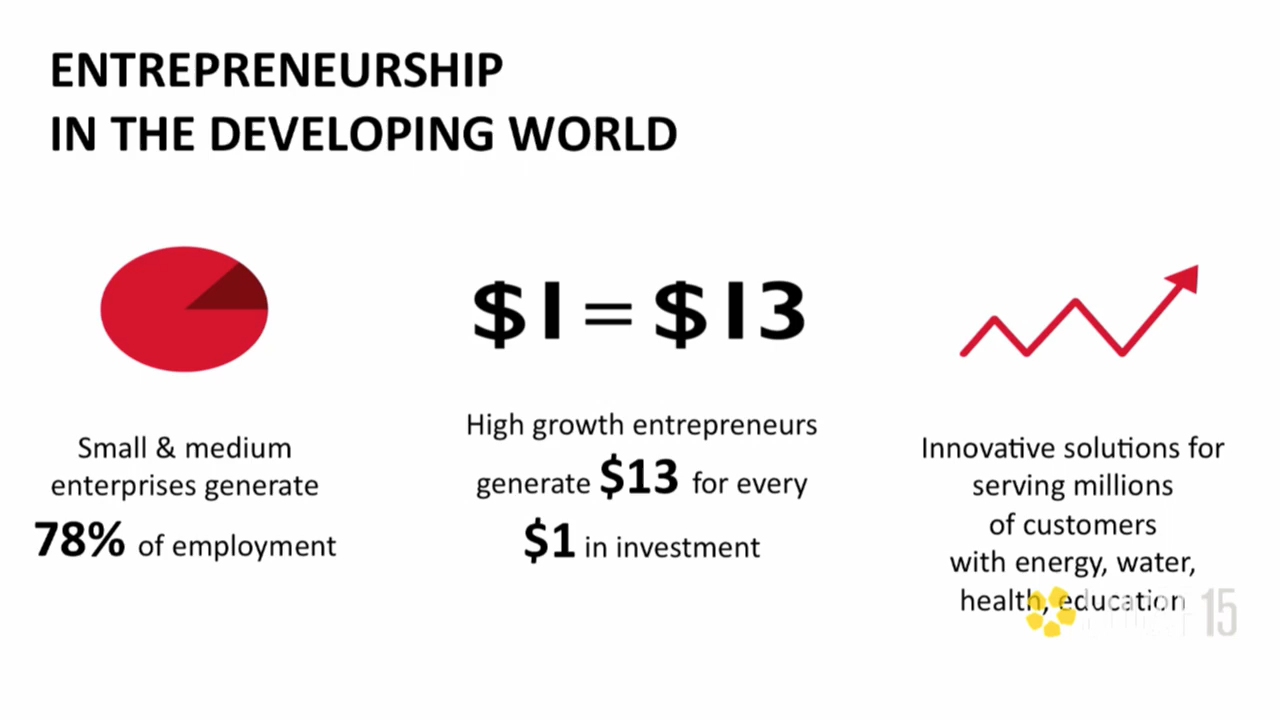 ENTREPRENEURSHIP
IN THE DEVELOPING WORLD
$1 = $13
Small & medium
enterprises generate
78% of employment
High growth entrepreneurs
generate $13 for every
$1 in investment
Innovative solutions for
serving millions
of customers
with energy, water,
health, education
15